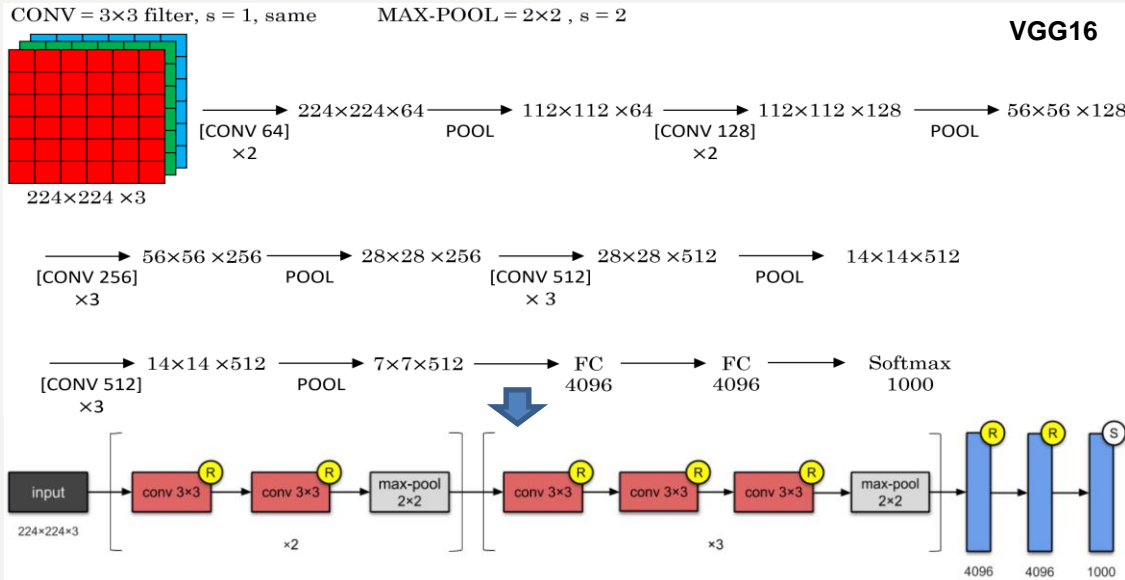 CONV = 3×3 filter, s = 1, same MAX-POOL = 2×2 , s = 2
VGG16
224×224×64 112×112 ×64 112×112 ×128 56×56 ×128
[CONV 64] POOL [CONV 128] POOL
×2 ×2
224×224 ×3
56×56 ×256 28×28 ×256 28×28 ×512 14×14×512
[CONV 256] POOL [CONV 512] POOL
×3 × 3
14×14 ×512 7×7×512 FC FC Softmax
[CONV 512] POOL 4096 4096 1000
×3
R R R R R R R S
input conv 3×3 conv 3×3 max-pool conv 3×3 conv 3×3 conv 3×3 max-pool
2×2 2×2
224×224×3
×2 ×3
4096 4096 1000